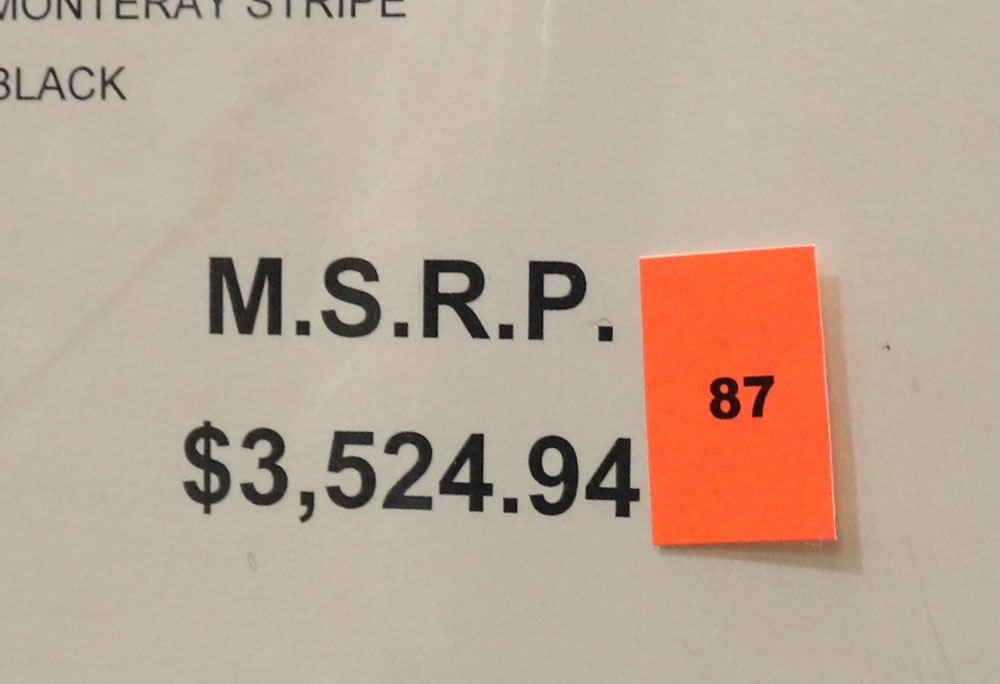 MONTERAY STRIPE
BLACK
M.S.R.P.
$3,524.94
87